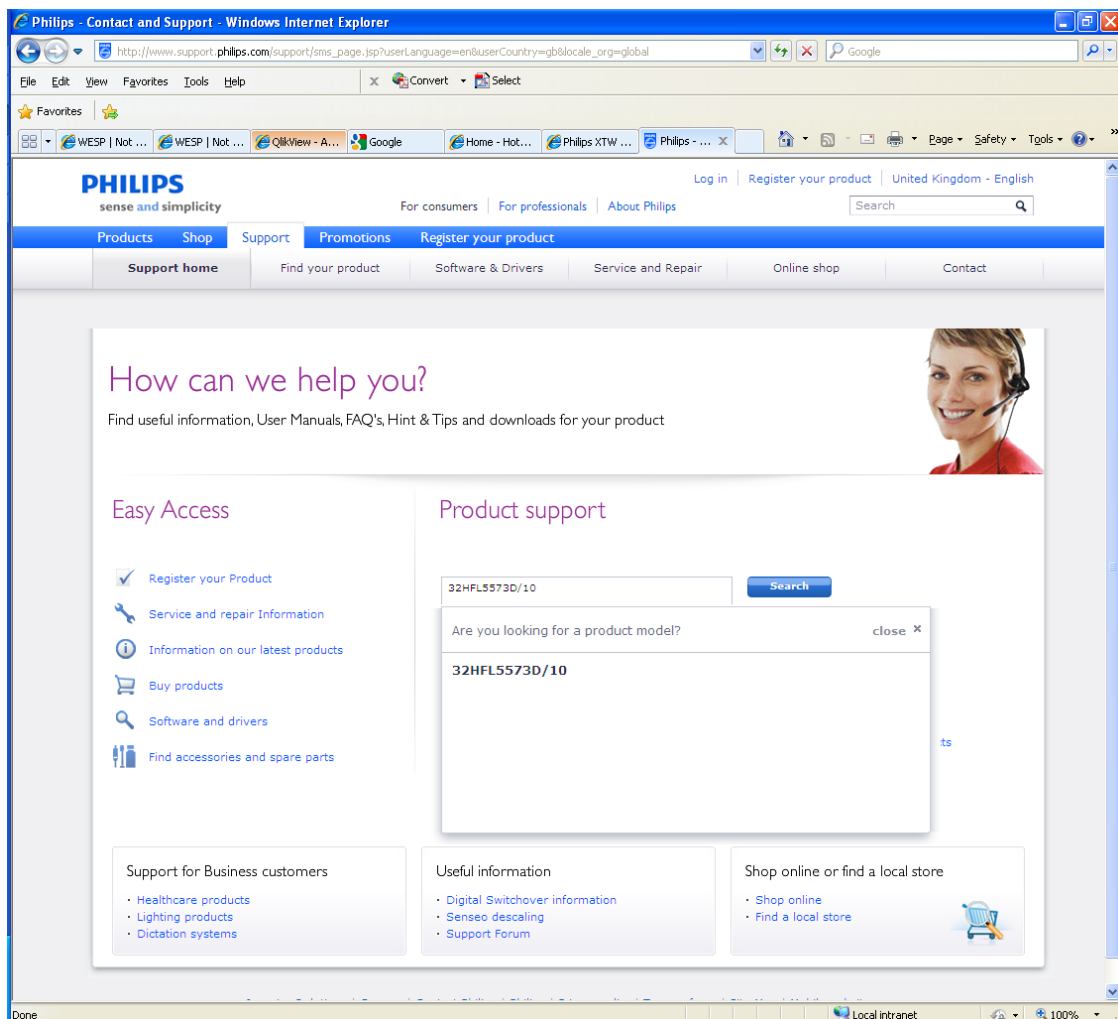 Philips - Contact and Support - Windows Internet Explorer
http://www.support.philips.com/support/sms_page.jsp?userLanguage=en&userCountry=gb&locale_org=global
Google
File Edit View Favorites Tools Help
x Convert Select
Favorites
WESP | Not ... WESP | Not ... QlikView - A... Google Home - Hot... Philips XTW ... Philips - ... X Page Safety Tools »
PHILIPS
sense and simplicity
Log in Register your product United Kingdom - English
For consumers For professionals About Philips Search
Products Shop Support Promotions Register your product
Support home Find your product Software & Drivers Service and Repair Online shop Contact
How can we help you?
Find useful information, User Manuals, FAQ's, Hint & Tips and downloads for your product
Easy Access
Register your Product
Service and repair Information
Information on our latest products
Buy products
Software and drivers
Find accessories and spare parts
Product support
32HFL5573D/10 Search
Are you looking for a product model? close ×
32HFL5573D/10
ts
Support for Business customers
· Healthcare products
· Lighting products
· Dictation systems
Useful information
· Digital Switchover information
· Senseo descaling
· Support Forum
Shop online or find a local store
· Shop online
· Find a local store
Done Local intranet 100%